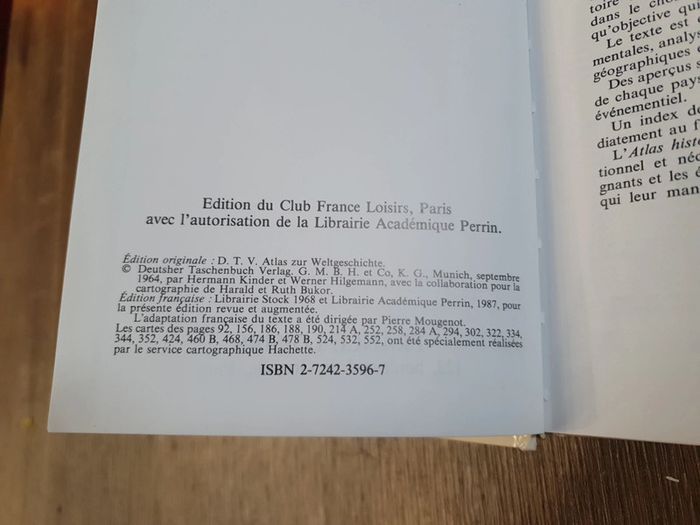 Edition du Club France Loisirs, Paris
avec l'autorisation de la Librairie Académique Perrin.
Édition originale : D. T. V. Atlas zur Weltgeschichte.
© Deutsher Taschenbuch Verlag, G. M. B. H. et Co, K. G., Munich, septembre
1964, par Hermann Kinder et Werner Hilgemann, avec la collaboration pour la
cartographie de Harald et Ruth Bukor.
Édition française : Librairie Stock 1968 et Librairie Académique Perrin, 1987, pour
la présente édition revue et augmentée.
L'adaptation française du texte a été dirigée par Pierre Mougenot.
Les cartes des pages 92, 156, 186, 188, 190, 214 A, 252, 258, 284 A, 294, 302, 322, 334,
344, 352, 424, 460 B, 468, 474 B, 478 B, 524, 532, 552, ont été spécialement réalisées
par le service cartographique Hachette.
ISBN 2-7242-3596-7
toire
dans le
qu'objective qui
Le texte est
mentales, analys
géographiques
Des aperçus s
de chaque pays
événementiel.
Un index de
diatement au f
L'Atlas histo
tionnel et néc
gnants et les é
qui leur man